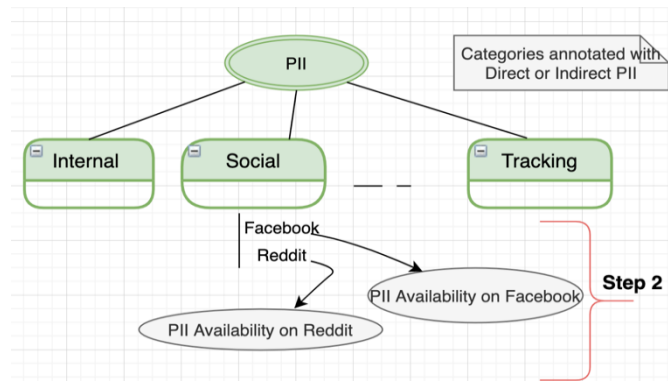 PII
Categories annotated with
Direct or Indirect PII
Internal
Social
Tracking
Facebook
Reddit
Step 2
PII Availability on Facebook
PII Availability on Reddit